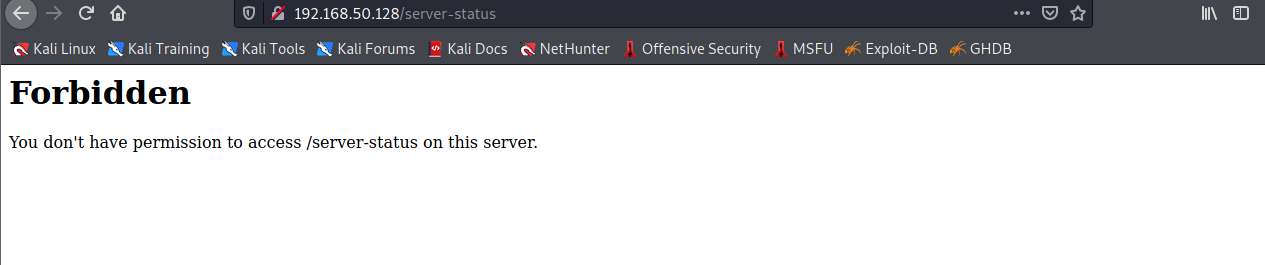 192.168.50.128/server-status
Kali Linux Kali Training Kali Tools Kali Forums Kali Docs NetHunter Offensive Security MSFU Exploit-DB GHDB
Forbidden
You don't have permission to access /server-status on this server.